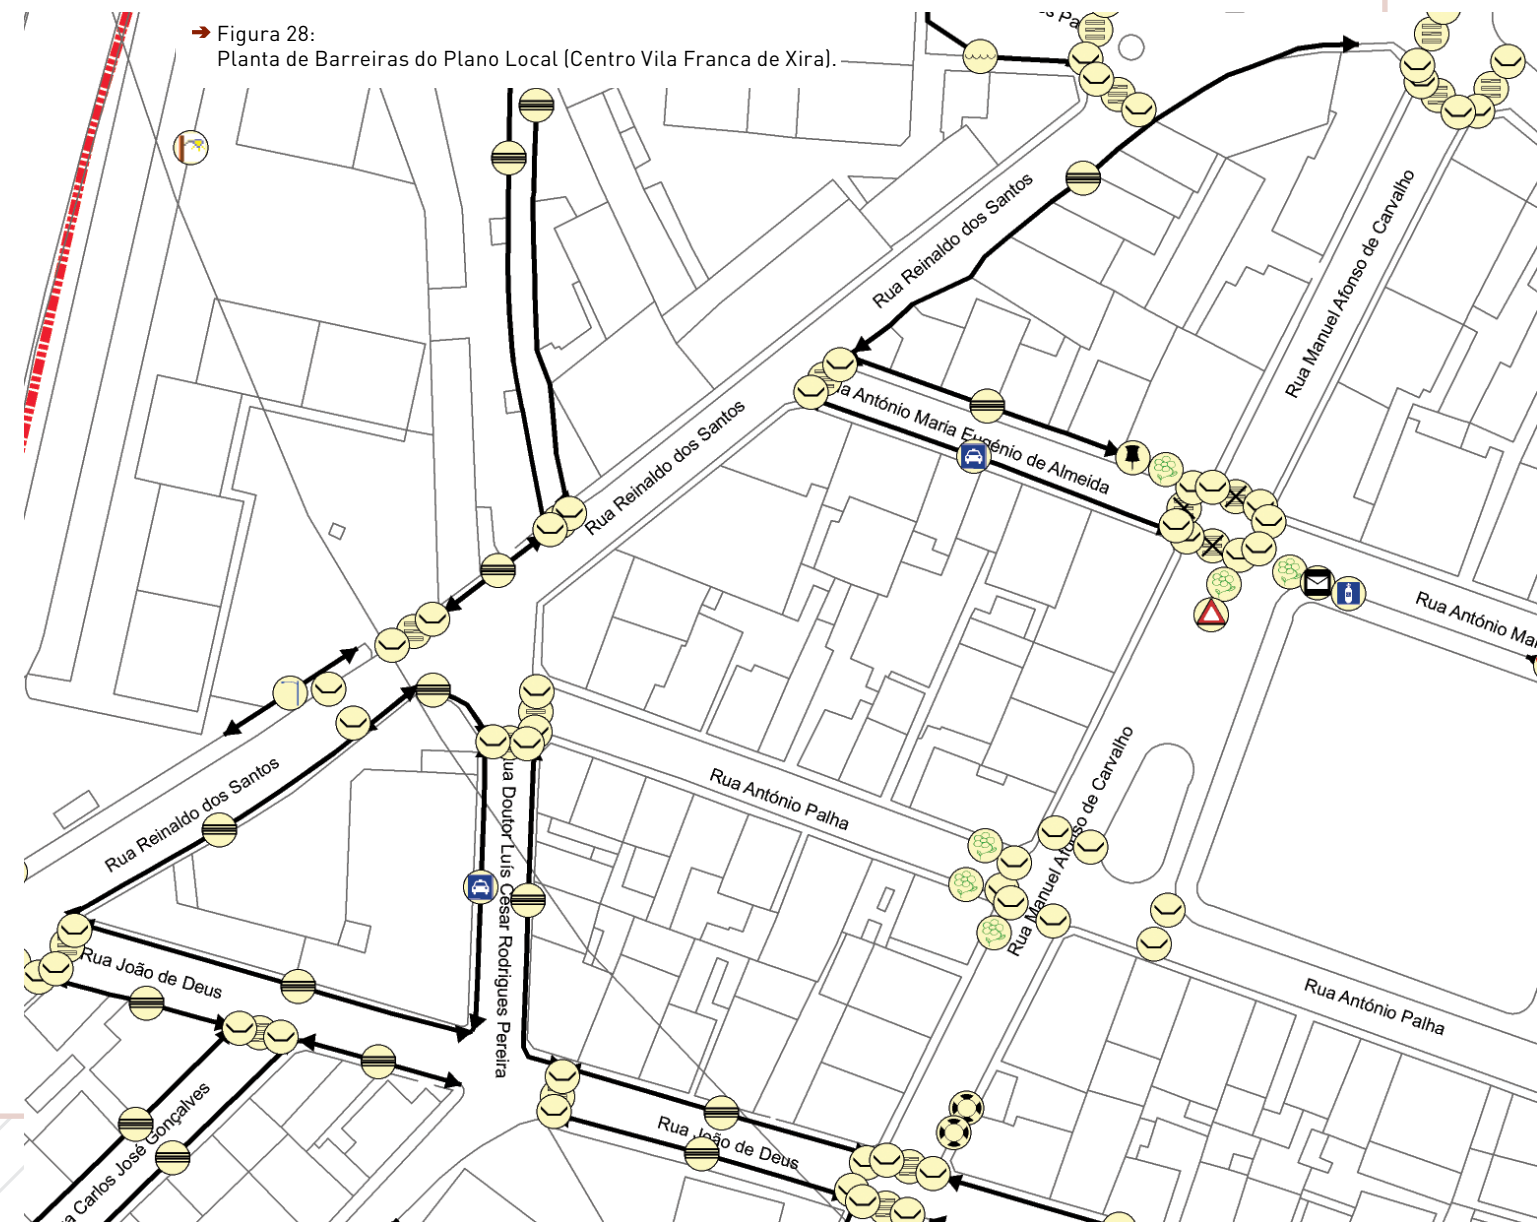 ➔ Figura 28:
Planta de Barreiras do Plano Local (Centro Vila Franca de Xira).
Rua Reinaldo dos Santos
Rua Manuel Afonso de Carvalho
António Maria Eugénio de Almeida
Rua Reinaldo dos Santos
Rua António
Rua Manuel Afonso de Carvalho
Rua António Palha
Rua Reinaldo dos Santos
Doutor Luís César Rodrigues Pereira
Rua João de Deus
Rua António Palha
Rua João de Deus
Carlos José Gonçalves